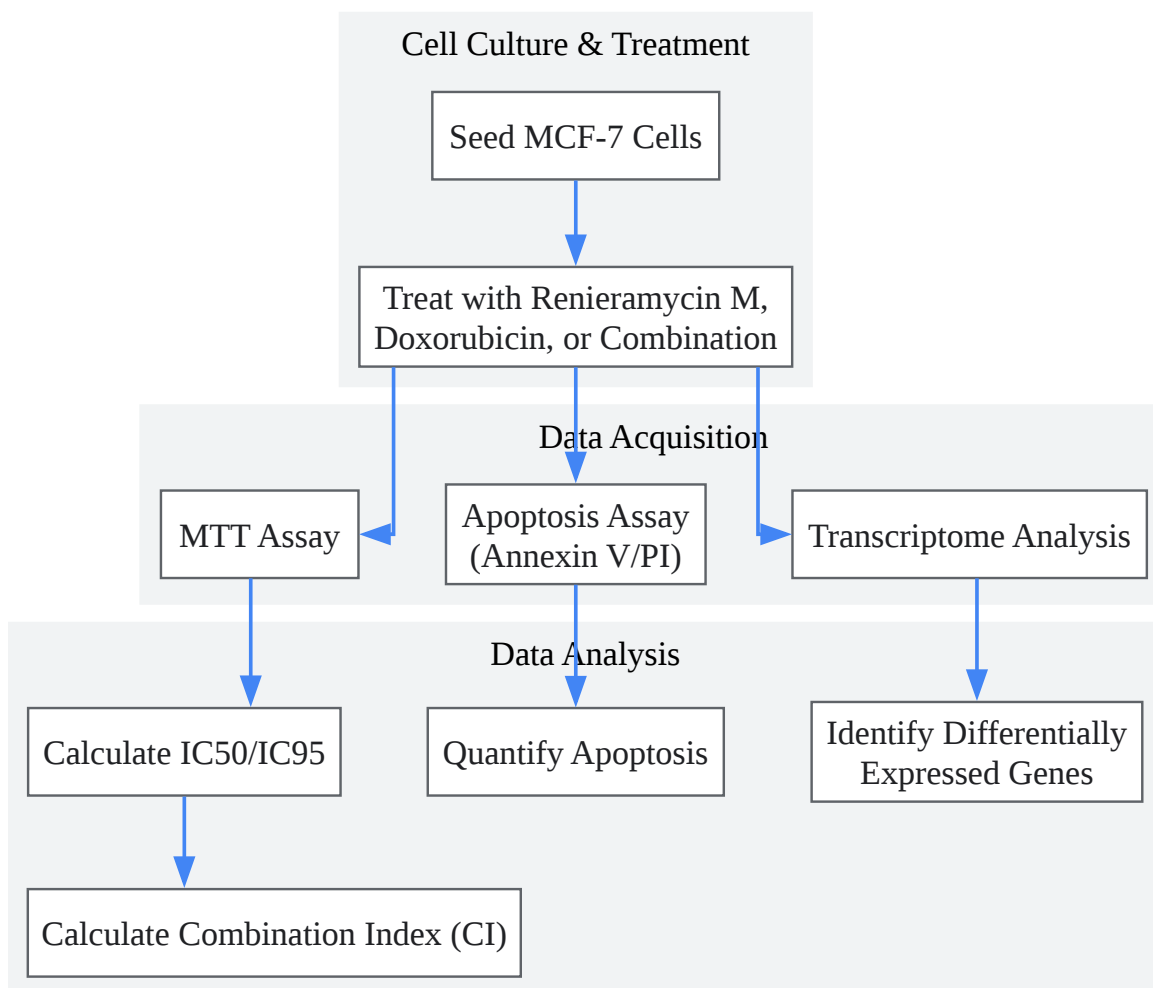 Cell Culture & Treatment
Seed MCF-7 Cells
Treat with Renieramycin M,
Doxorubicin, or Combination
Data Acquisition
MTT Assay
Apoptosis Assay
(Annexin V/PI)
Transcriptome Analysis
Data Analysis
Calculate IC50/IC95
Quantify Apoptosis
Identify Differentially
Expressed Genes
Calculate Combination Index (CI)